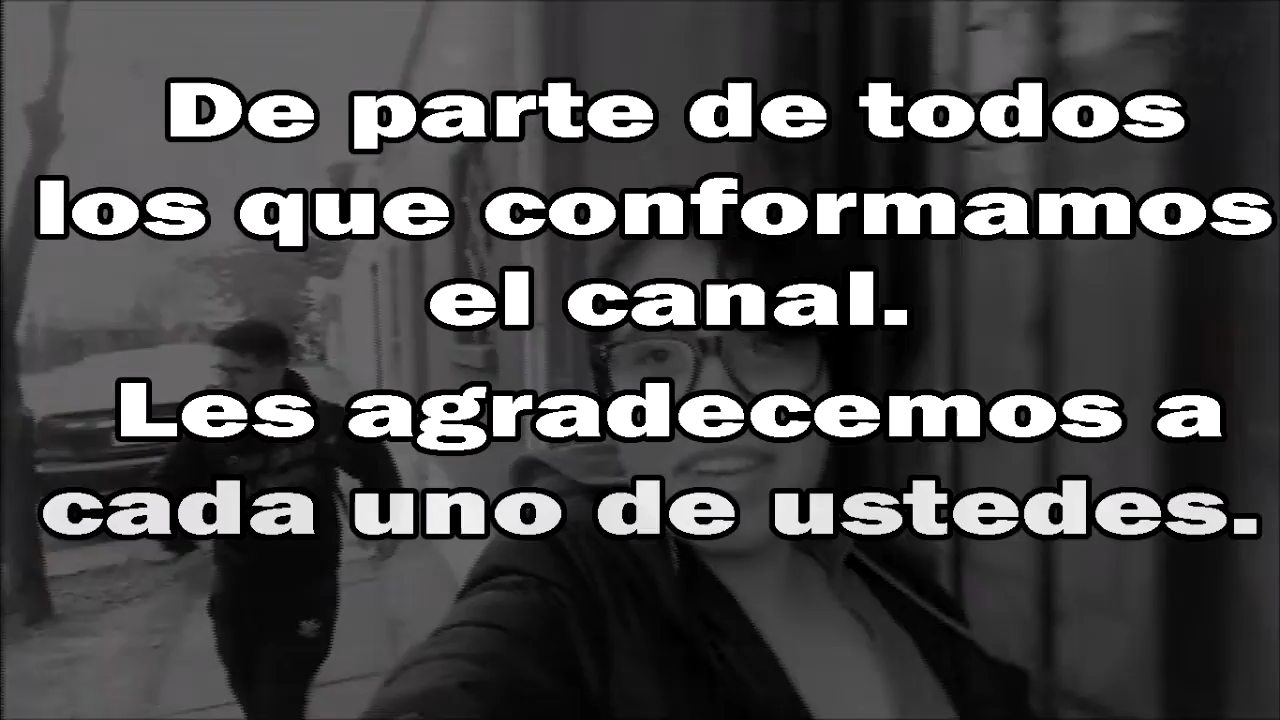 De parte de todos
los que conformamos
el canal.
Les agradecemos a
cada uno de ustedes.